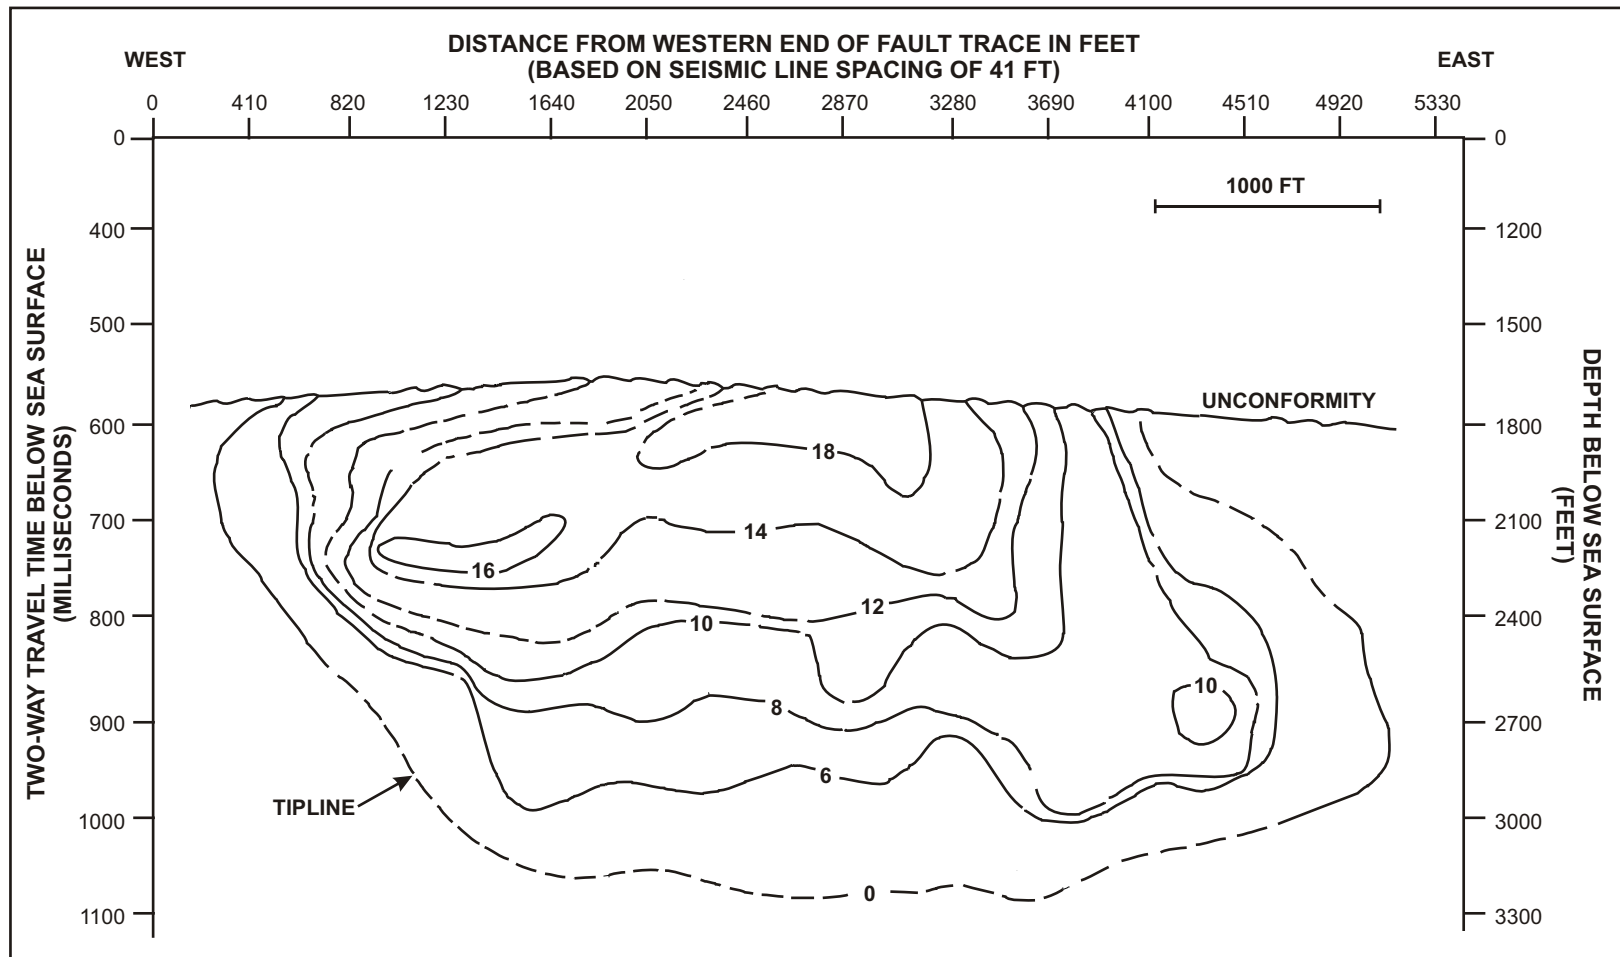 DISTANCE FROM WESTERN END OF FAULT TRACE IN FEET
(BASED ON SEISMIC LINE SPACING OF 41 FT)
WEST
EAST
0 410 820 1230 1640 2050 2460 2870 3280 3690 4100 4510 4920 5330
0
400
500
600
700
800
900
1000
1100
TWO-WAY TRAVEL TIME BELOW SEA SURFACE
(MILLISECONDS)
1000 FT
UNCONFORMITY
18
14
16
12
10
10
8
6
TIPLINE
0
0
1200
1500
1800
2100
2400
2700
3000
3300
DEPTH BELOW SEA SURFACE
(FEET)